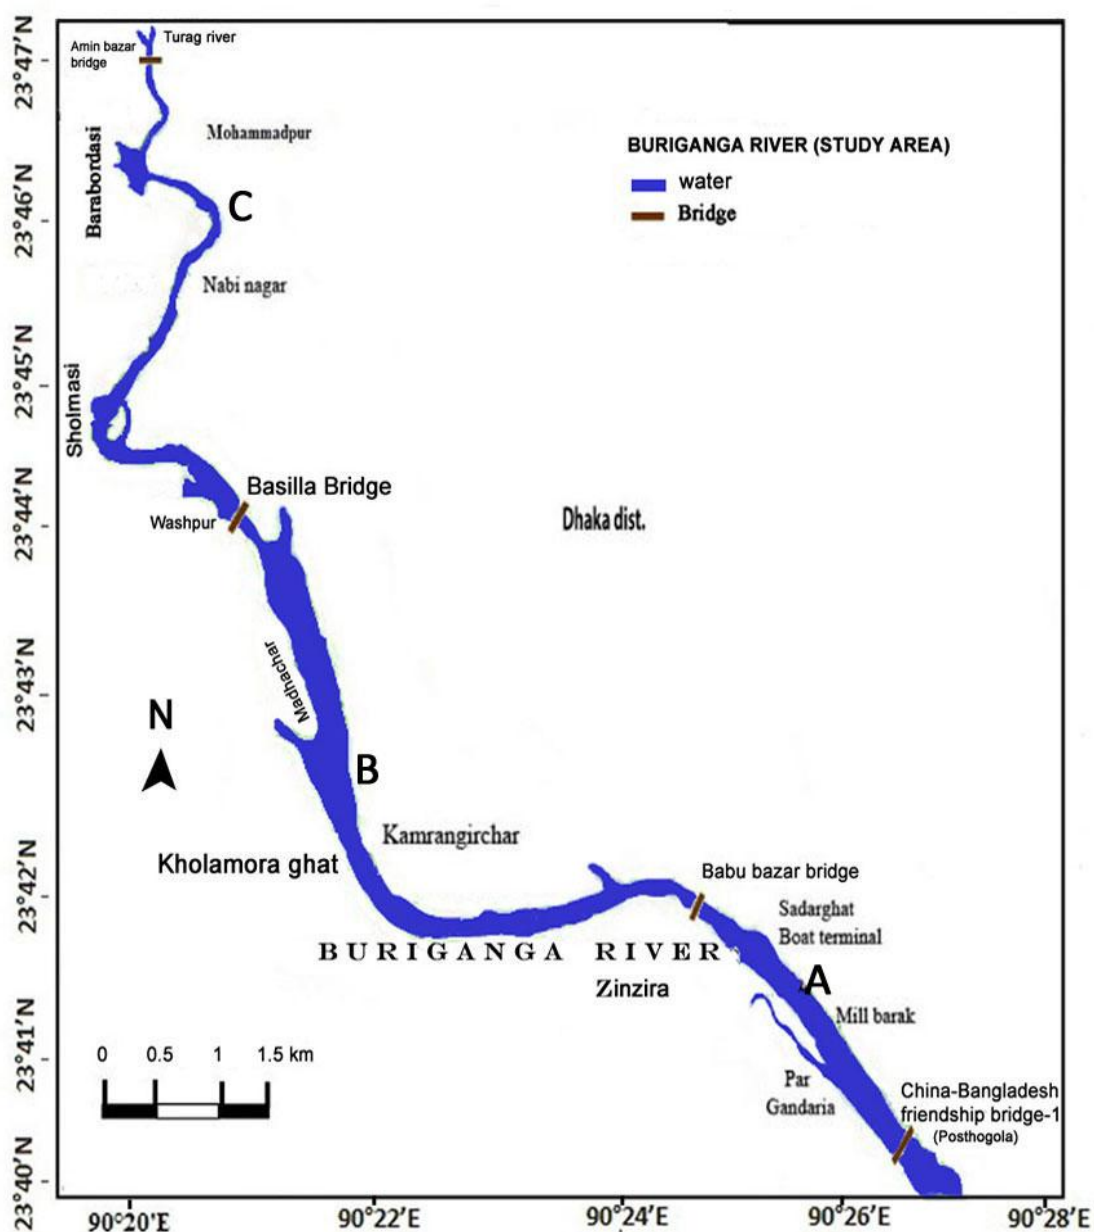 Turag river
Amin bazar
bridge
Mohammadpur
Barabordasi
C
Nabi nagar
Sholmasi
BURIGANGA RIVER (STUDY AREA)
water
Bridge
Basilla Bridge
Washpur
Dhaka dist.
Madhachar
N
B
Kamrangirchar
Kholamora ghat
BURIGANGA RIVER
Zinzira
Babu bazar bridge
Sadarghat
Boat terminal
A
Mill barak
Par
Gandaria
China-Bangladesh
friendship bridge-1
(Posthogola)
0 0.5 1 1.5 km
23°47'N
23°46'N
23°45'N
23°44'N
23°43'N
23°42'N
23°41'N
23°40'N
90°20'E 90°22'E 90°24'E 90°26'E 90°28'E